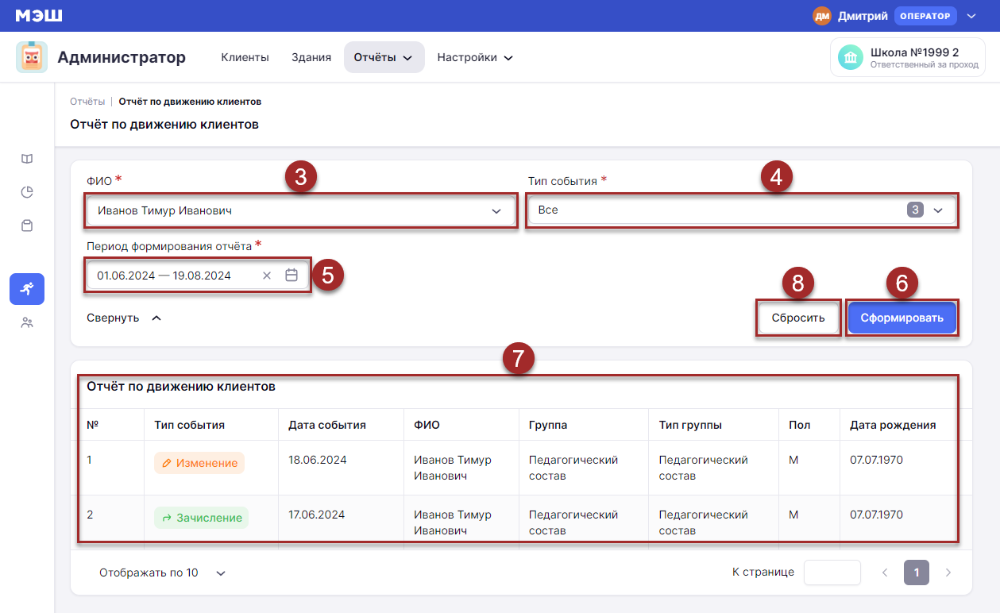 МЭШ
ДМ Дмитрий ОПЕРАТОР
Администратор Клиенты Здания Отчёты Настройки
Школа №1999 2
Ответственный за проход
Отчёты | Отчёт по движению клиентов
Отчёт по движению клиентов
3 4
ФИО * Тип события *
Иванов Тимур Иванович Все 3
Период формирования отчёта *
01.06.2024 — 19.08.2024 5
8 6
Свернуть Сбросить Сформировать
7
Отчёт по движению клиентов
№ Тип события Дата события ФИО Группа Тип группы Пол Дата рождения
1 Изменение 18.06.2024 Иванов Тимур Педагогический Педагогический М 07.07.1970
Иванович состав состав
2 Зачисление 17.06.2024 Иванов Тимур Педагогический Педагогический М 07.07.1970
Иванович состав состав
Отображать по 10 К странице 1